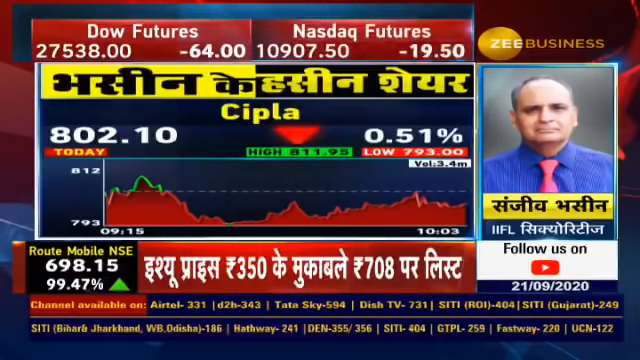 Dow Futures
27538.00 -64.00
Nasdaq Futures
10907.50 -19.50
ZEEBUSINESS
भसीन के हसीन शेयर
Cipla
802.10 0.51%
TODAY HIGH 811.95 LOW 793.00
Vol:3.4m
812
793
09:15 10:03
संजीव भसीन
IIFL सिक्योरिटीज
Route Mobile NSE
698.15
99.47%
इश्यू प्राइस ₹350 के मुकाबले ₹708 पर लिस्ट
Follow us on
21/09/2020
Channel available on: Airtel- 331 | d2h-343 | Tata Sky-594 | Dish TV- 731 | SITI (ROI)-404 | SITI (Gujarat)-249
SITI (Bihar& Jharkhand, WB,Odisha)-186 | Hathway- 241 | DEN-355/ 356 | SITI- 404 | GTPL- 259 | Fastway- 220 | UCN-122